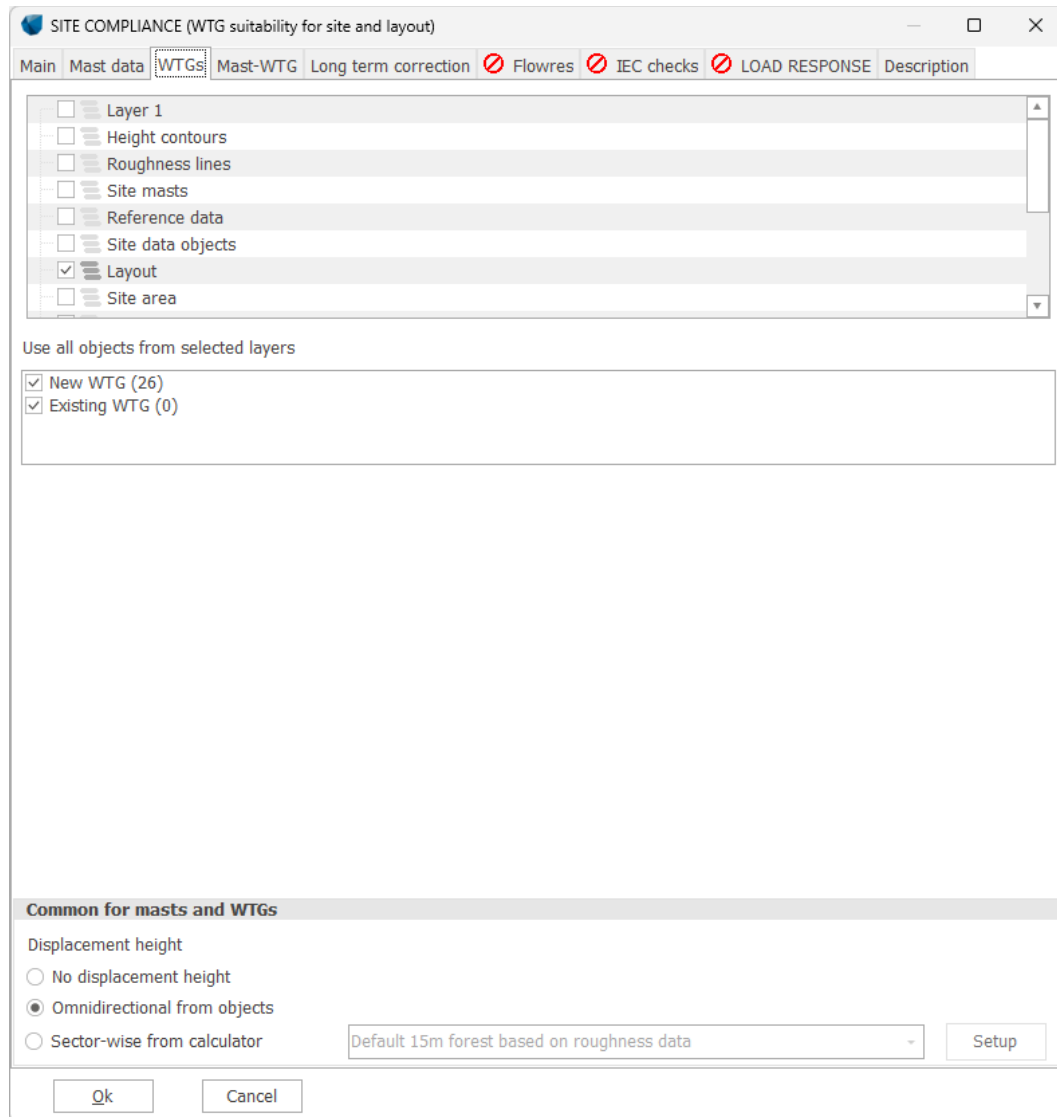 SITE COMPLIANCE (WTG suitability for site and layout)
Main Mast data WTGs Mast-WTG Long term correction Flowres IEC checks LOAD RESPONSE Description
Layer 1
Height contours
Roughness lines
Site masts
Reference data
Site data objects
Layout
Site area
Use all objects from selected layers
New WTG (26)
Existing WTG (0)
Common for masts and WTGs
Displacement height
No displacement height
Omnidirectional from objects
Sector-wise from calculator Default 15m forest based on roughness data Setup
Ok Cancel